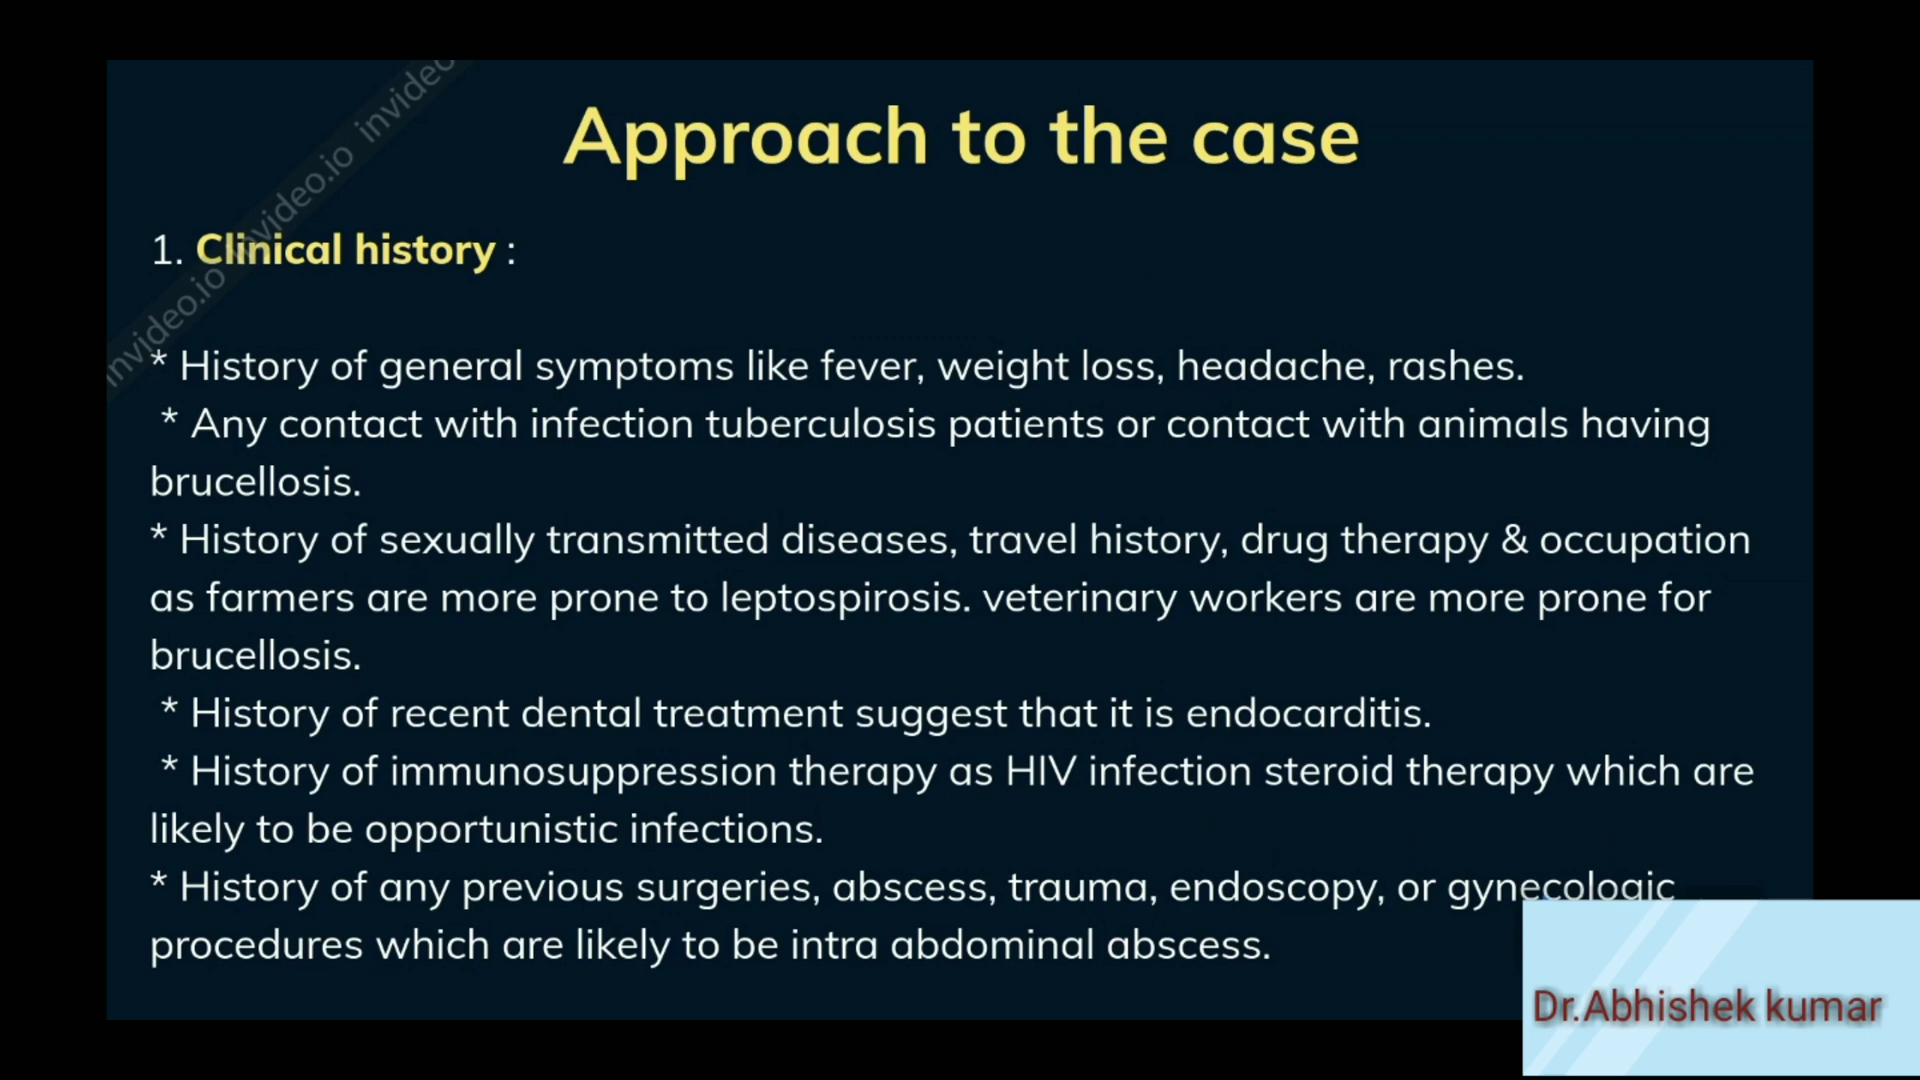 Approach to the case
1. Clinical history :
* History of general symptoms like fever, weight loss, headache, rashes.
* Any contact with infection tuberculosis patients or contact with animals having
brucellosis.
* History of sexually transmitted diseases, travel history, drug therapy & occupation
as farmers are more prone to leptospirosis. veterinary workers are more prone for
brucellosis.
* History of recent dental treatment suggest that it is endocarditis.
* History of immunosuppression therapy as HIV infection steroid therapy which are
likely to be opportunistic infections.
* History of any previous surgeries, abscess, trauma, endoscopy, or gynecologic
procedures which are likely to be intra abdominal abscess.
Dr.Abhishek kumar
invideo.io invideo.io invideo